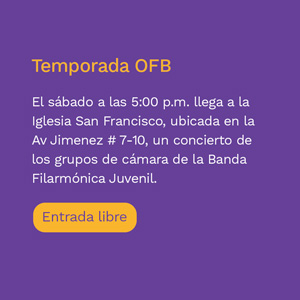 Temporada OFB
El sábado a las 5:00 p.m. llega a la
Iglesia San Francisco, ubicada en la
Av Jimenez # 7-10, un concierto de
los grupos de cámara de la Banda
Filarmónica Juvenil.
Entrada libre